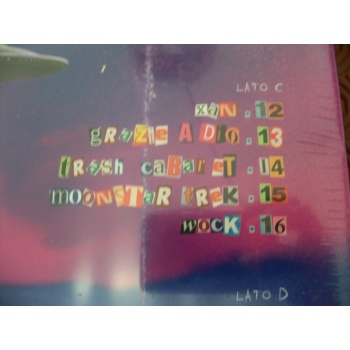 LATO C
xan.12
grazie A DIO.13
trash cabaret.14
moonstar trek.15
wock.16
LATO D